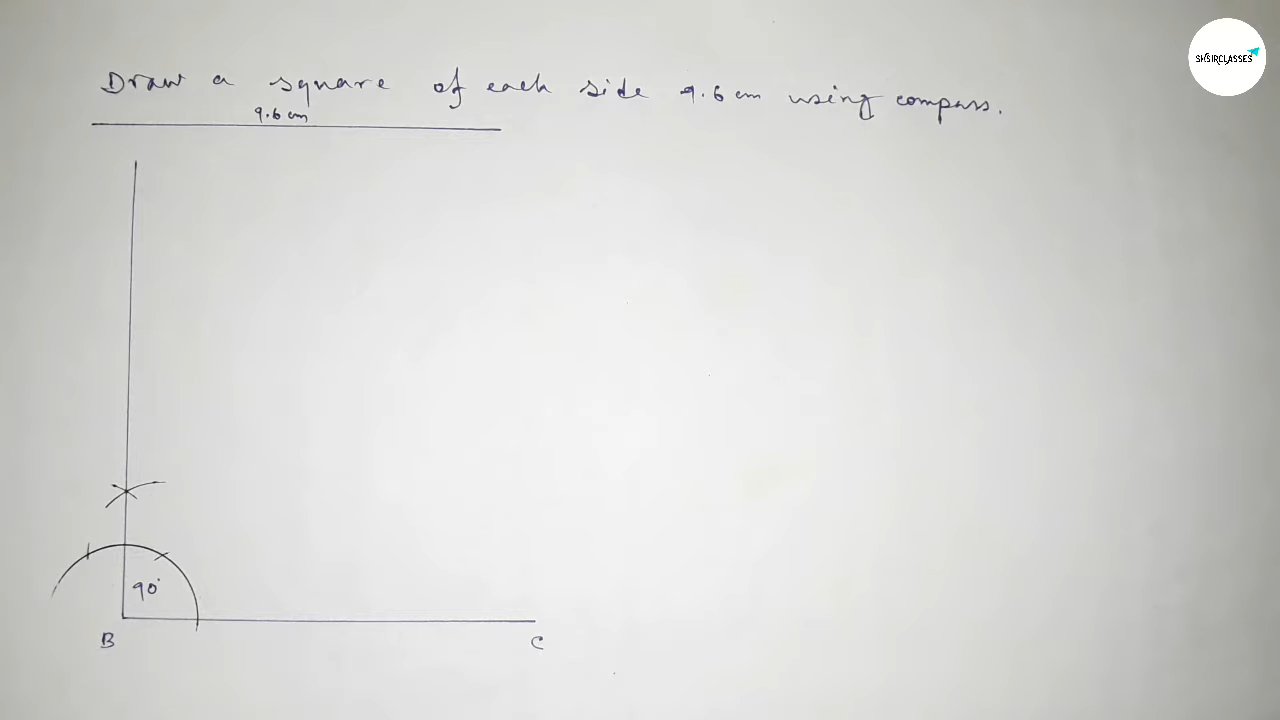 Draw a square of each side 9.6 cm using compass.
9.6 cm
90°
B C
SHSIRCLASSES